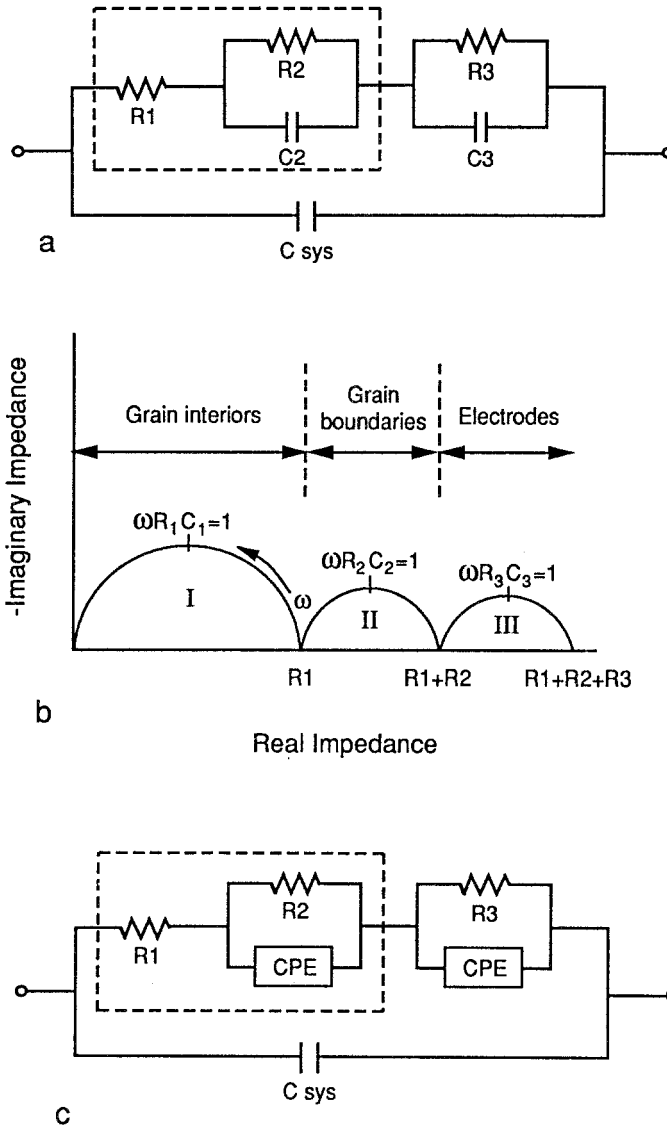 R2
R3
R1
C2
C3
C sys
a
-Imaginary Impedance
Grain interiors
Grain
boundaries
Electrodes
ωR₁C₁=1
ωR₂C₂=1
ωR₃C₃=1
ω
I
II
III
R1
R1+R2
R1+R2+R3
b
Real Impedance
R2
R3
R1
CPE
CPE
C sys
c